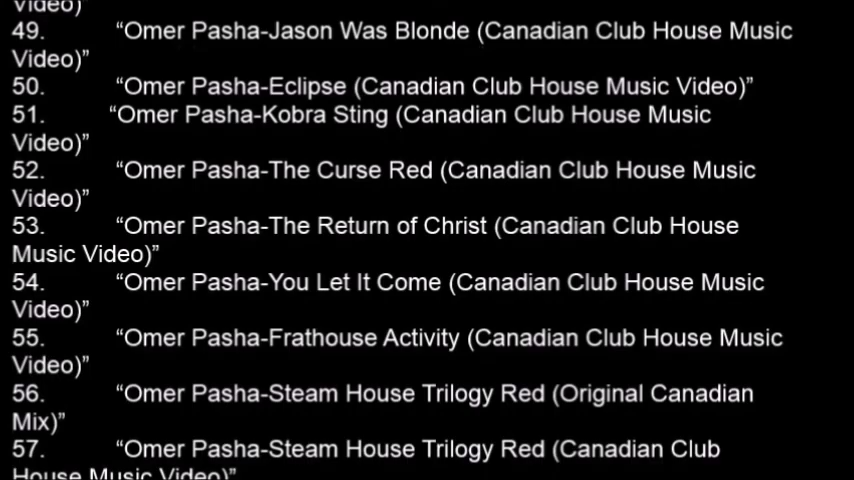 Video)”
49. “Omer Pasha-Jason Was Blonde (Canadian Club House Music
Video)”
50. “Omer Pasha-Eclipse (Canadian Club House Music Video)”
51. “Omer Pasha-Kobra Sting (Canadian Club House Music
Video)”
52. “Omer Pasha-The Curse Red (Canadian Club House Music
Video)”
53. “Omer Pasha-The Return of Christ (Canadian Club House
Music Video)”
54. “Omer Pasha-You Let It Come (Canadian Club House Music
Video)”
55. “Omer Pasha-Frathouse Activity (Canadian Club House Music
Video)”
56. “Omer Pasha-Steam House Trilogy Red (Original Canadian
Mix)”
57. “Omer Pasha-Steam House Trilogy Red (Canadian Club
House Music Video)”